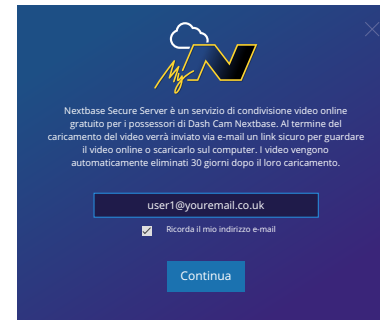 My N
Nextbase Secure Server è un servizio di condivisione video online
gratuito per i possessori di Dash Cam Nextbase. Al termine del
caricamento del video verrà inviato via e-mail un link sicuro per guardare
il video online o scaricarlo sul computer. I video vengono
automaticamente eliminati 30 giorni dopo il loro caricamento.
user1@youremail.co.uk
Ricorda il mio indirizzo e-mail
Continua